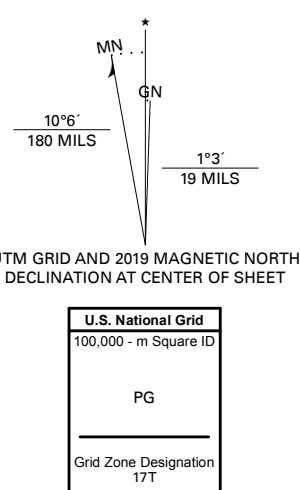 ★
MN
GN
10°6´
180 MILS
1°3´
19 MILS
UTM GRID AND 2019 MAGNETIC NORTH
DECLINATION AT CENTER OF SHEET
U.S. National Grid
100,000 - m Square ID
PG
Grid Zone Designation
17T